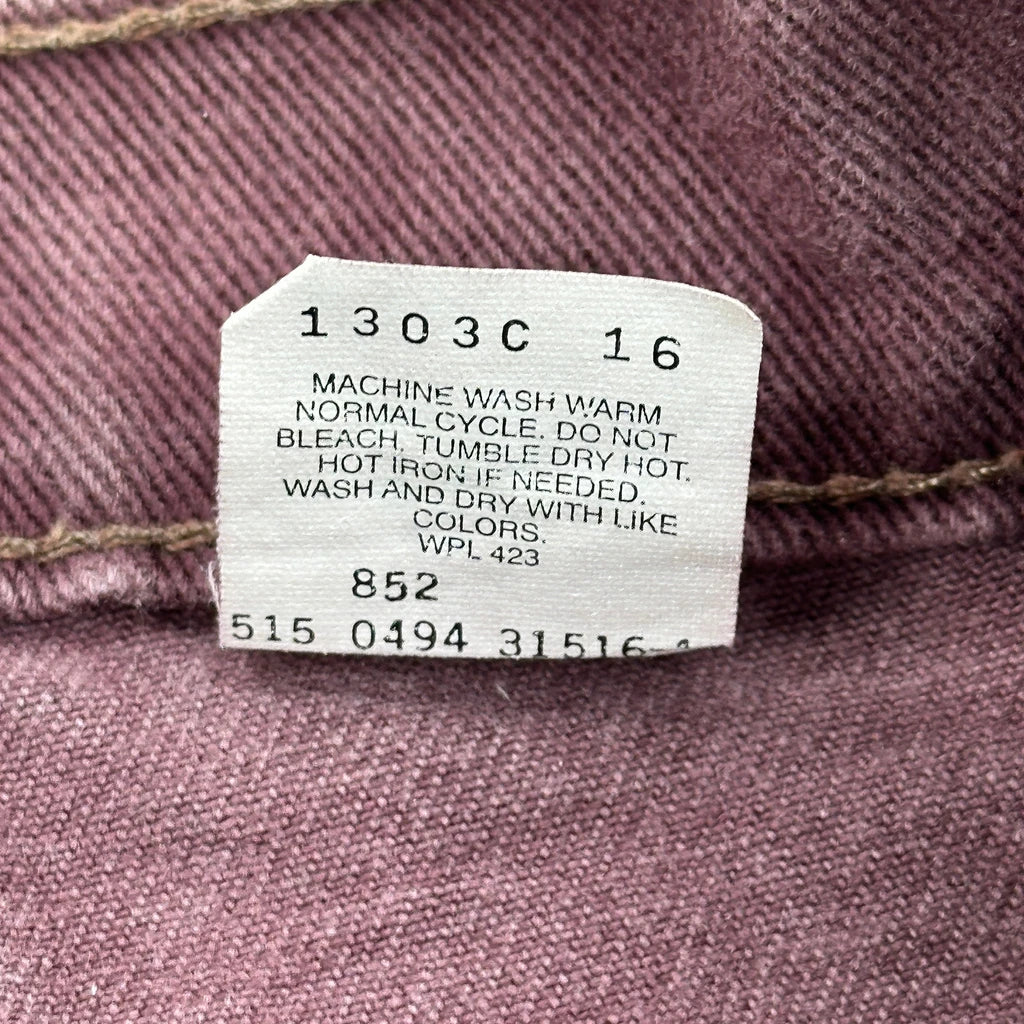 1303C 16
MACHINE WASH WARM
NORMAL CYCLE. DO NOT
BLEACH. TUMBLE DRY HOT.
HOT IRON IF NEEDED.
WASH AND DRY WITH LIKE
COLORS.
WPL 423
852
515 0494 31516-